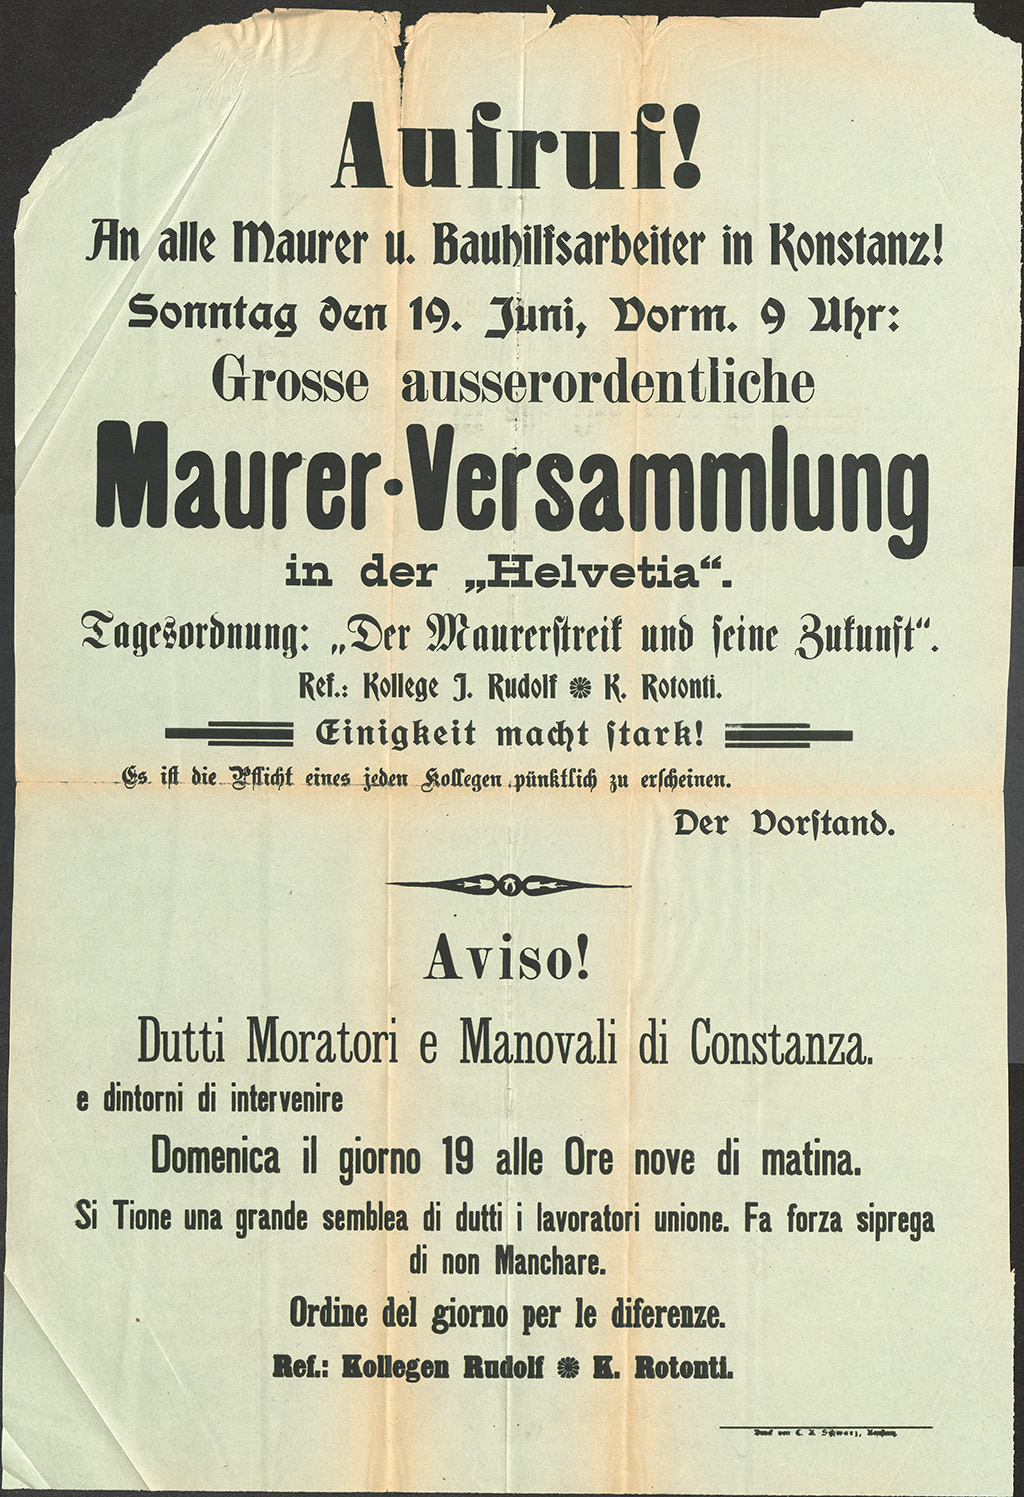 Aufruf!
An alle Maurer u. Bauhilfsarbeiter in Konstanz!
Sonntag den 19. Juni, Vorm. 9 Uhr:
Grosse ausserordentliche
Maurer-Versammlung
in der „Helvetia“.
Tagesordnung: „Der Maurerstreik und seine Zukunft“.
Ref.: Kollege J. Rudolf K. Rotonti.
Einigkeit macht stark!
Es ist die Pflicht eines jeden Kollegen pünktlich zu erscheinen.
Der Vorstand.
Aviso!
Dutti Moratori e Manovali di Constanza.
e dintorni di intervenire
Domenica il giorno 19 alle Ore nove di matina.
Si Tione una grande semblea di dutti i lavoratori unione. Fa forza siprega
di non Manchare.
Ordine del giorno per le diferenze.
Ref.: Kollegen Rudolf K. Rotonti.
Druck von C. A. Schwarz, Konstanz.